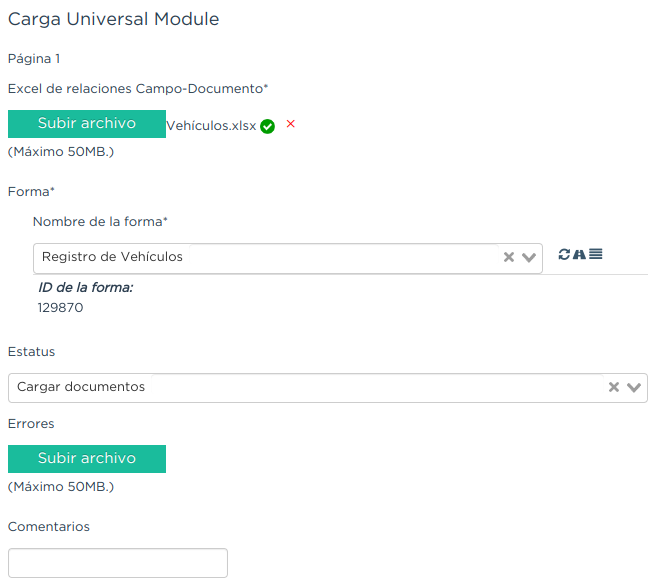 Carga Universal Module
Página 1
Excel de relaciones Campo-Documento*
Subir archivo Vehículos.xlsx
(Máximo 50MB.)
Forma*
Nombre de la forma*
Registro de Vehículos
ID de la forma:
129870
Estatus
Cargar documentos
Errores
Subir archivo
(Máximo 50MB.)
Comentarios